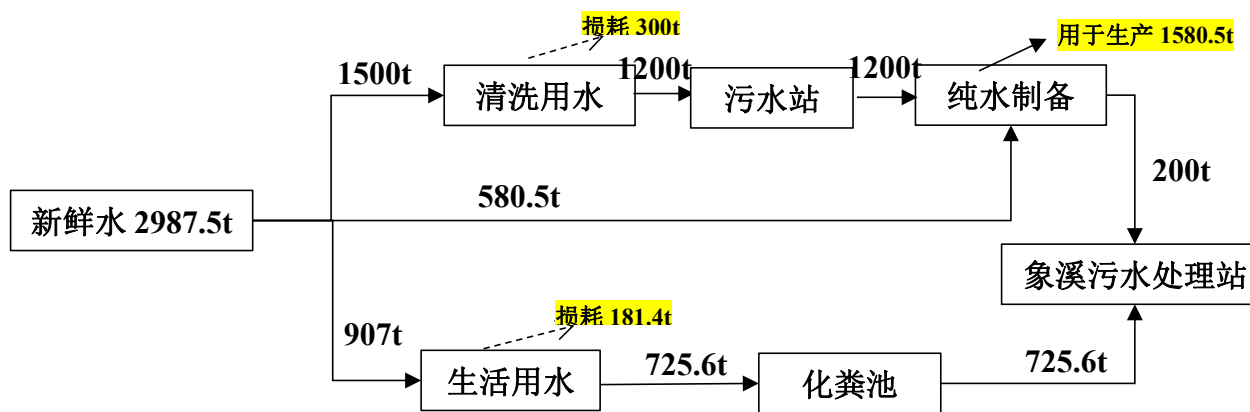 损耗 300t
用于生产 1580.5t
1500t
清洗用水
1200t
污水站
1200t
纯水制备
新鲜水 2987.5t
580.5t
200t
象溪污水处理站
损耗 181.4t
907t
生活用水
725.6t
化粪池
725.6t